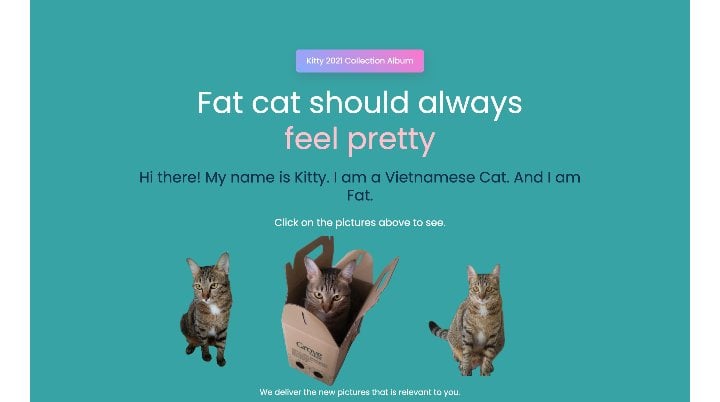 Kitty 2021 Collection Album
Fat cat should always
feel pretty
Hi there! My name is Kitty. I am a Vietnamese Cat. And I am
Fat.
Click on the pictures above to see.
Grove
We deliver the new pictures that is relevant to you.